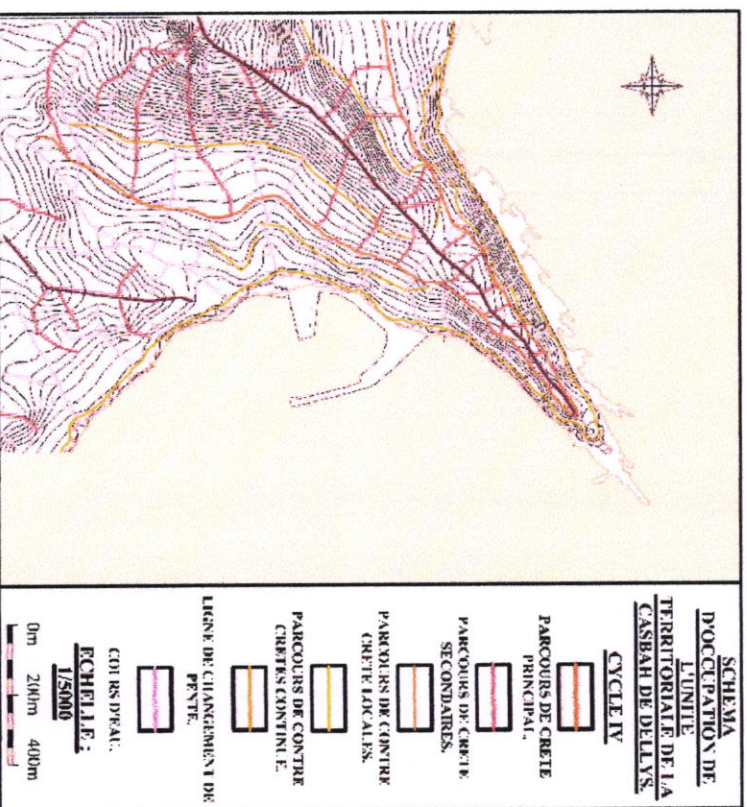 SCHEMA
D'OCCUPATION DE
L'UNITE
TERRITORIALE DE LA
CASBAH DE DELLYS.
CYCLE IV
PARCOURS DE CRETE
PRINCIPAL.
PARCOURS DE CRETE
SECONDAIRES.
PARCOURS DE CONTRE
CRETE LOCALES.
PARCOURS DE CONTRE
CRETES CONTINUE.
LIGNE DE CHANGEMENT DE
PENTE.
COURS D'EAU.
ECHELLE :
1/5000
0m 200m 400m